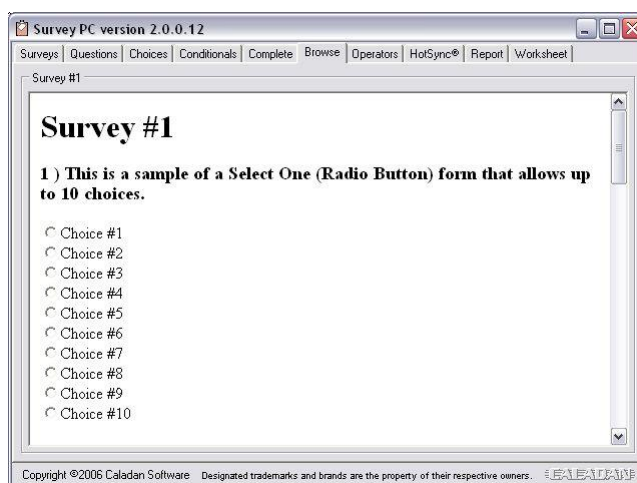 Survey PC version 2.0.0.12
Surveys Questions Choices Conditionals Complete Browse Operators HotSync® Report Worksheet
Survey #1
Survey #1
1 ) This is a sample of a Select One (Radio Button) form that allows up
to 10 choices.
Choice #1
Choice #2
Choice #3
Choice #4
Choice #5
Choice #6
Choice #7
Choice #8
Choice #9
Choice #10
Copyright ©2006 Caladan Software Designated trademarks and brands are the property of their respective owners. CALADAN